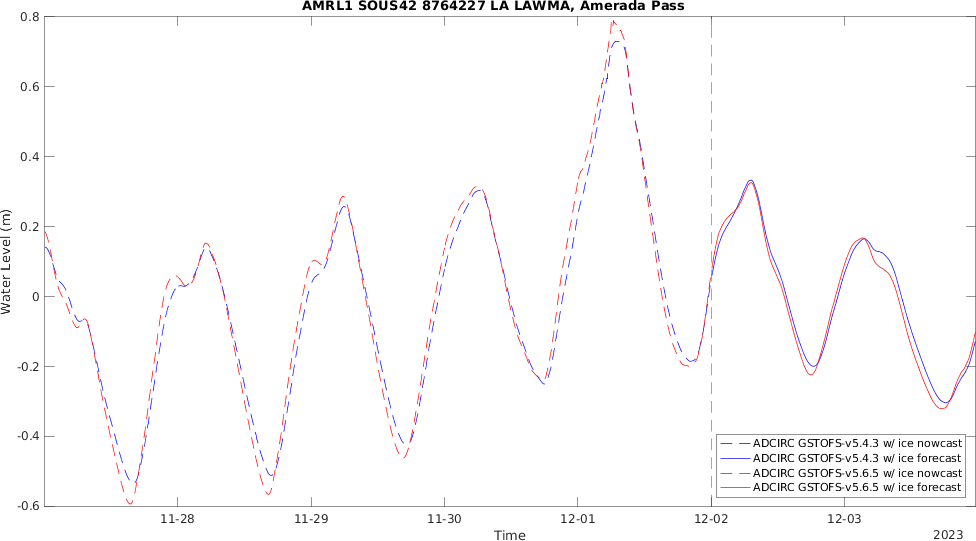 AMRL1 SOUS42 8764227 LA LAWMA, Amerada Pass
0.8
0.6
0.4
0.2
0
-0.2
-0.4
-0.6
Water Level (m)
ADCIRC GSTOFS-v5.4.3 w/ ice nowcast
ADCIRC GSTOFS-v5.4.3 w/ ice forecast
ADCIRC GSTOFS-v5.6.5 w/ ice nowcast
ADCIRC GSTOFS-v5.6.5 w/ ice forecast
11-28
11-29
11-30
12-01
12-02
12-03
Time
2023